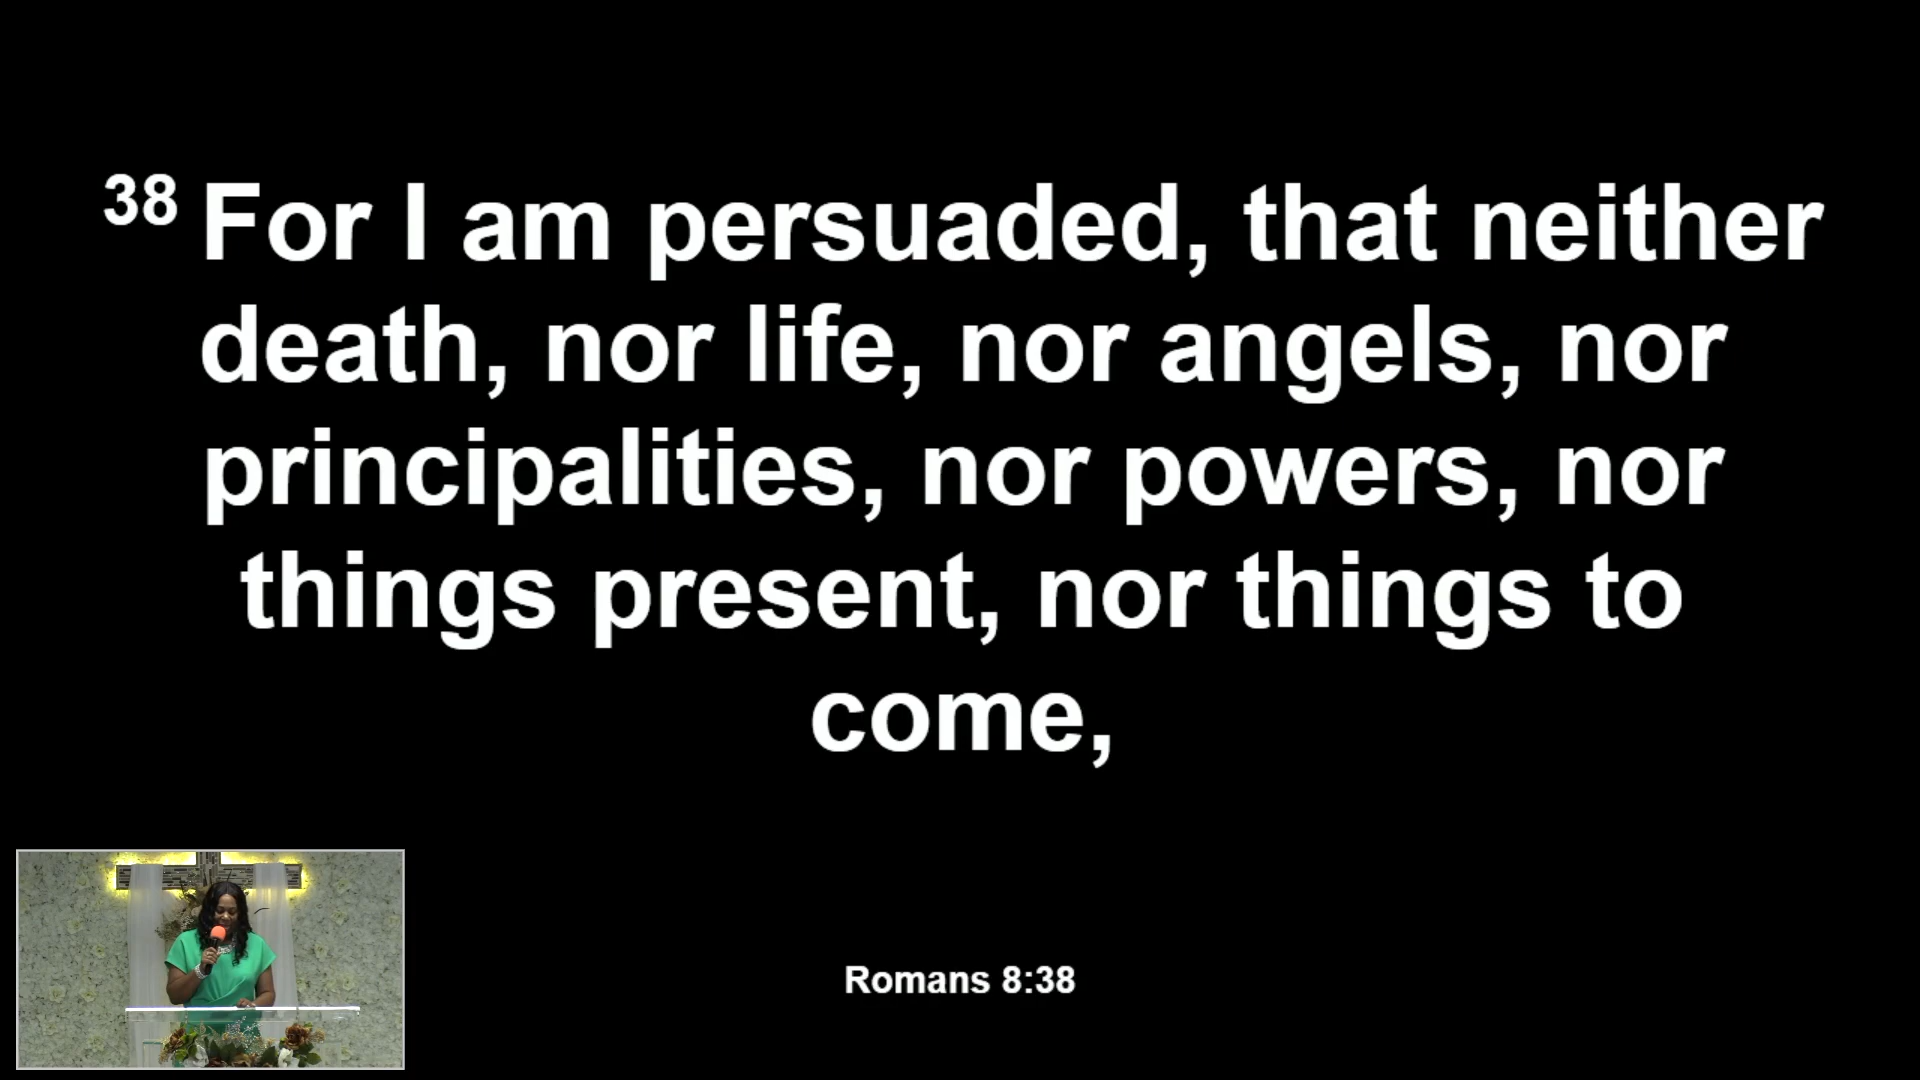 38 For I am persuaded, that neither
death, nor life, nor angels, nor
principalities, nor powers, nor
things present, nor things to
come,
Romans 8:38